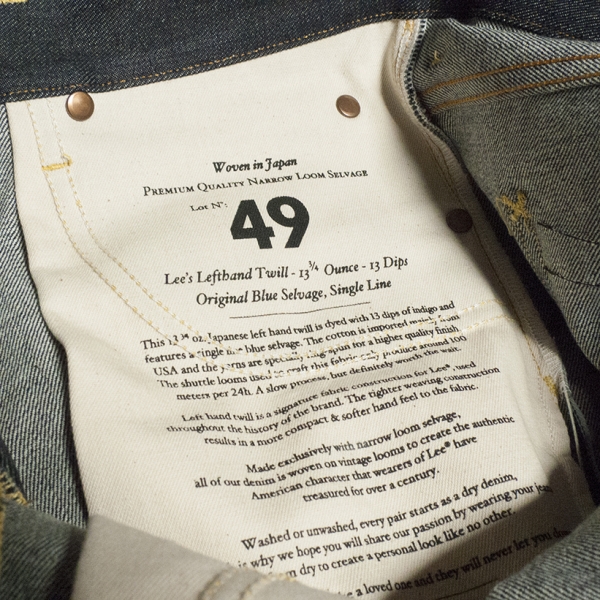 Woven in Japan
Premium Quality Narrow Loom Selvage
Lot Nº: 49
Lee's Lefthand Twill - 13¾ Ounce - 13 Dips
Original Blue Selvage, Single Line
This 13 ¾ oz. Japanese left hand twill is dyed with 13 dips of indigo and
features a single line blue selvage. The cotton is imported mainly from
USA and the yarns are specially ring spun for a higher quality finish
The shuttle looms used to craft this fabric only produce around 100
meters per 24h. A slow process, but definitely worth the wait.
Left hand twill is a signature fabric construction for Lee®, used
throughout the history of the brand. The tighter weaving construction
results in a more compact & softer hand feel to the fabric.
Made exclusively with narrow loom selvage,
all of our denim is woven on vintage looms to create the authentic
American character that wearers of Lee® have
treasured for over a century.
Washed or unwashed, every pair starts as a dry denim,
is why we hope you will share our passion by wearing your
dry to create a personal look like no other.
a loved one and they will never let you